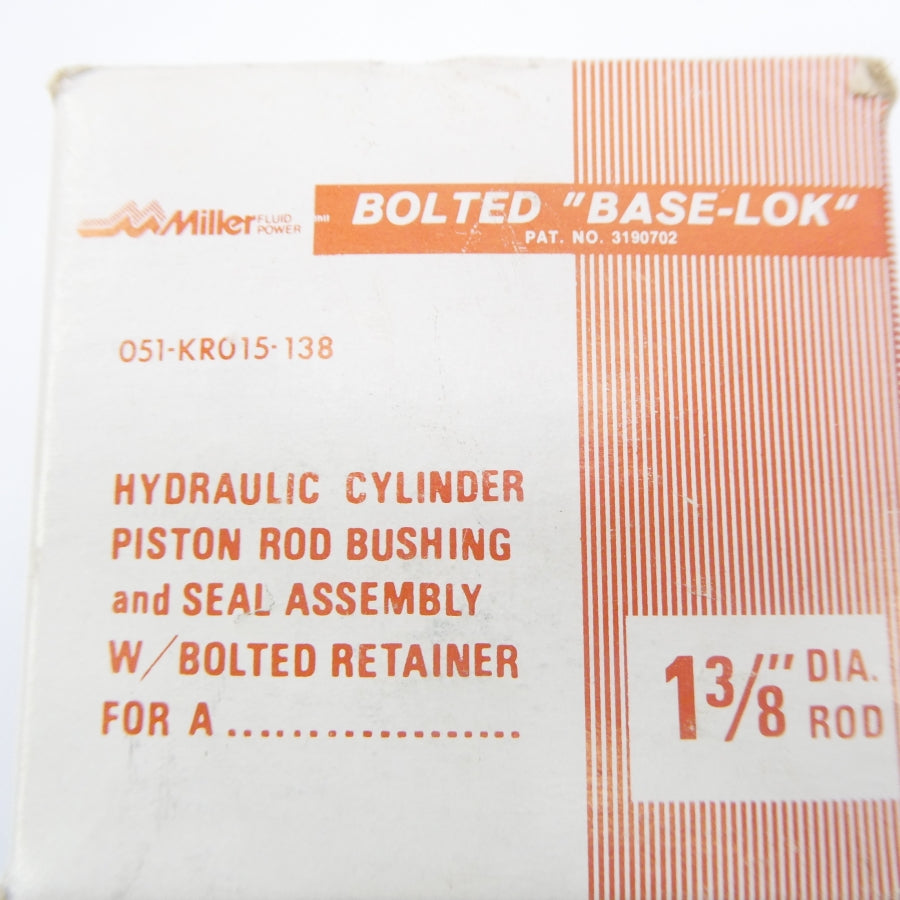 Miller FLUID POWER
BOLTED "BASE-LOK"
PAT. NO. 3190702
051-KR015-138
HYDRAULIC CYLINDER
PISTON ROD BUSHING
and SEAL ASSEMBLY
W/BOLTED RETAINER
FOR A ...................
1 3/8" DIA. ROD